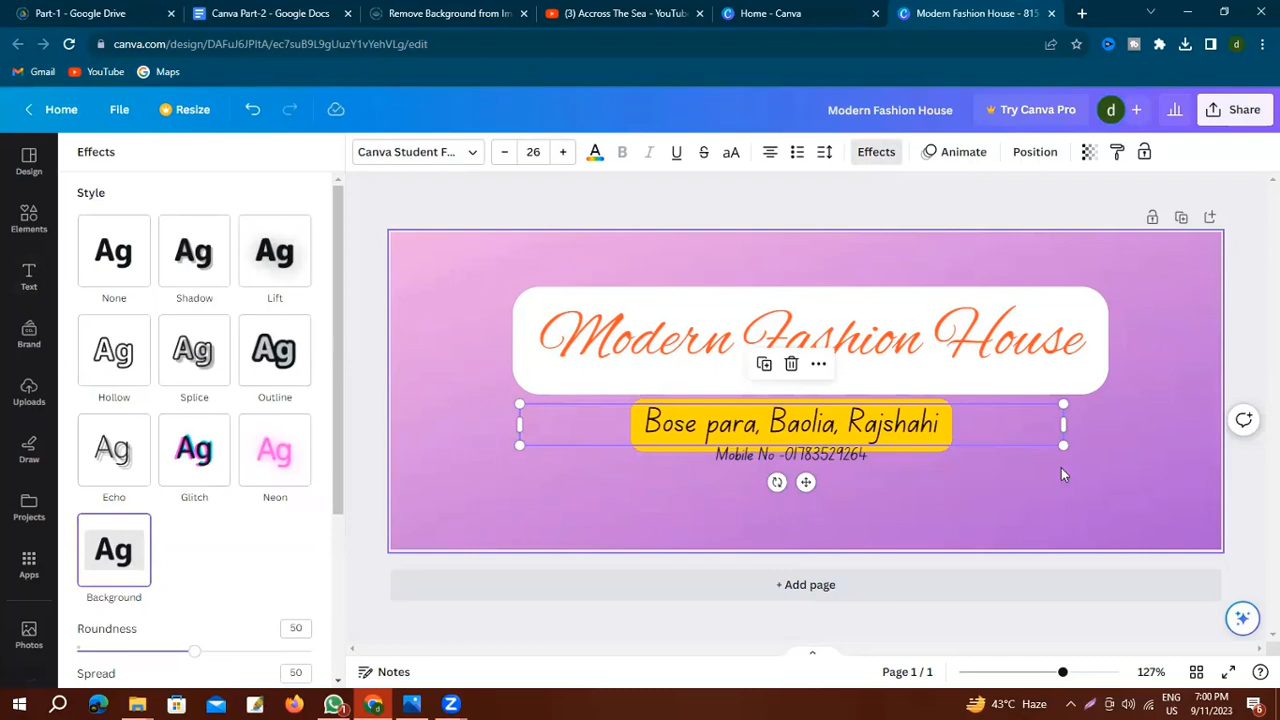 Part-1 - Google Docs
Canva Part-2 - Google Docs
Remove Background from Im
(3) Accross The Sea - YouTube
Home - Canva
Modern Fashion House - 815
canva.com/design/DAFuJ6JPltA/ec7suB9L9gUuzY1vYehVLg/edit
d
Gmail
YouTube
Maps
Home
File
Resize
Modern Fashion House
Try Canva Pro
d
Share
Effects
Canva Student F...
26
A
B
I
U
S
aA
Effects
Animate
Position
Style
Design
Elements
Text
Brand
Uploads
Draw
Projects
Apps
Photos
Ag
Ag
Ag
None
Shadow
Lift
Ag
Ag
Ag
Hollow
Splice
Outline
Ag
Ag
Ag
Echo
Glitch
Neon
Ag
Background
Roundness
50
Spread
50
Modern Fashion House
Bose para, Baolia, Rajshahi
Mobile No -01783529264
+ Add page
Notes
Page 1 / 1
127%
43°C Haze
ENG
US
7:00 PM
9/11/2023
6